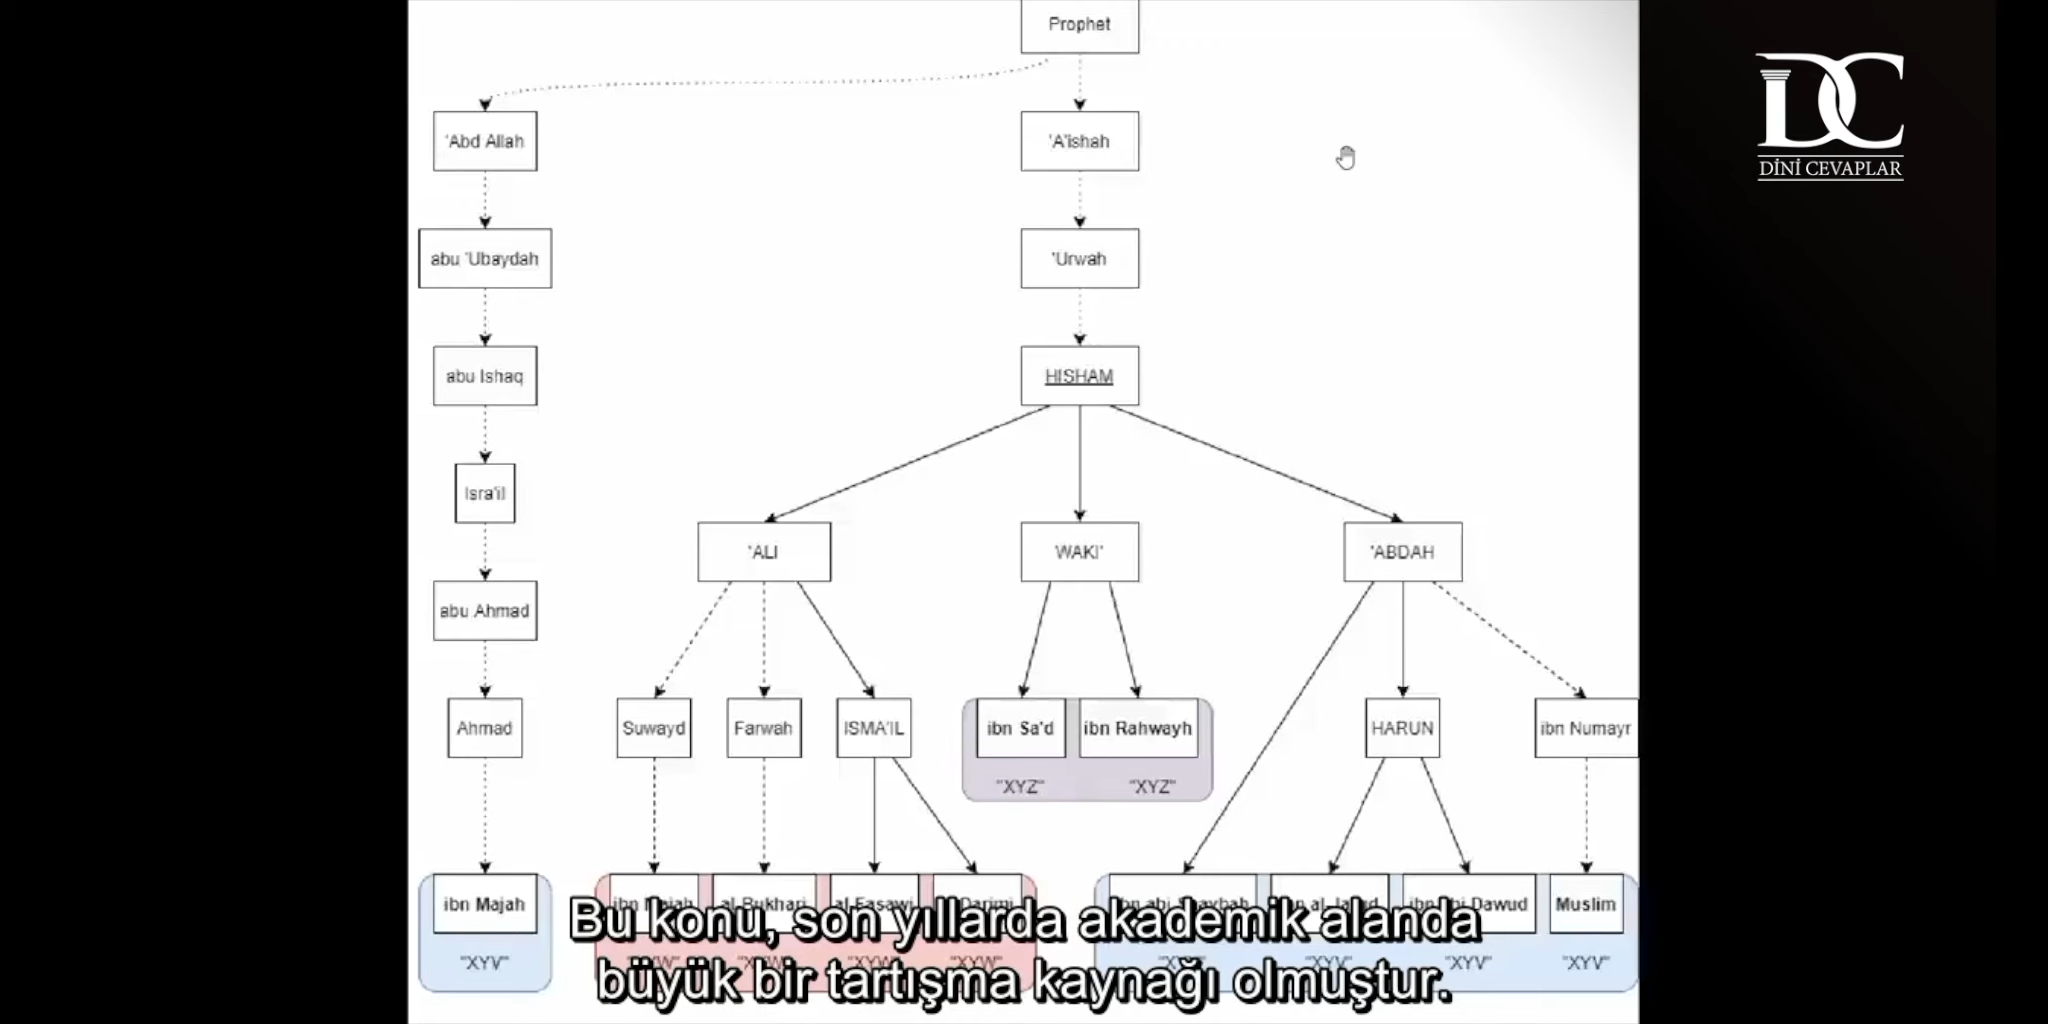 Prophet
DC
DİNİ CEVAPLAR
'Abd Allah
'A'ishah
abu 'Ubaydah
'Urwah
abu Ishaq
HISHAM
Isra'il
'ALI
WAKI'
'ABDAH
abu Ahmad
Ahmad
Suwayd
Farwah
ISMA'IL
ibn Sa'd
ibn Rahwayh
HARUN
ibn Numayr
"XYZ"
"XYZ"
ibn Majah
Muslim
Bu konu, son yıllarda akademik alanda
büyük bir tartışma kaynağı olmuştur.
"XYV"
"XYW"
"XYV"
"XYV"